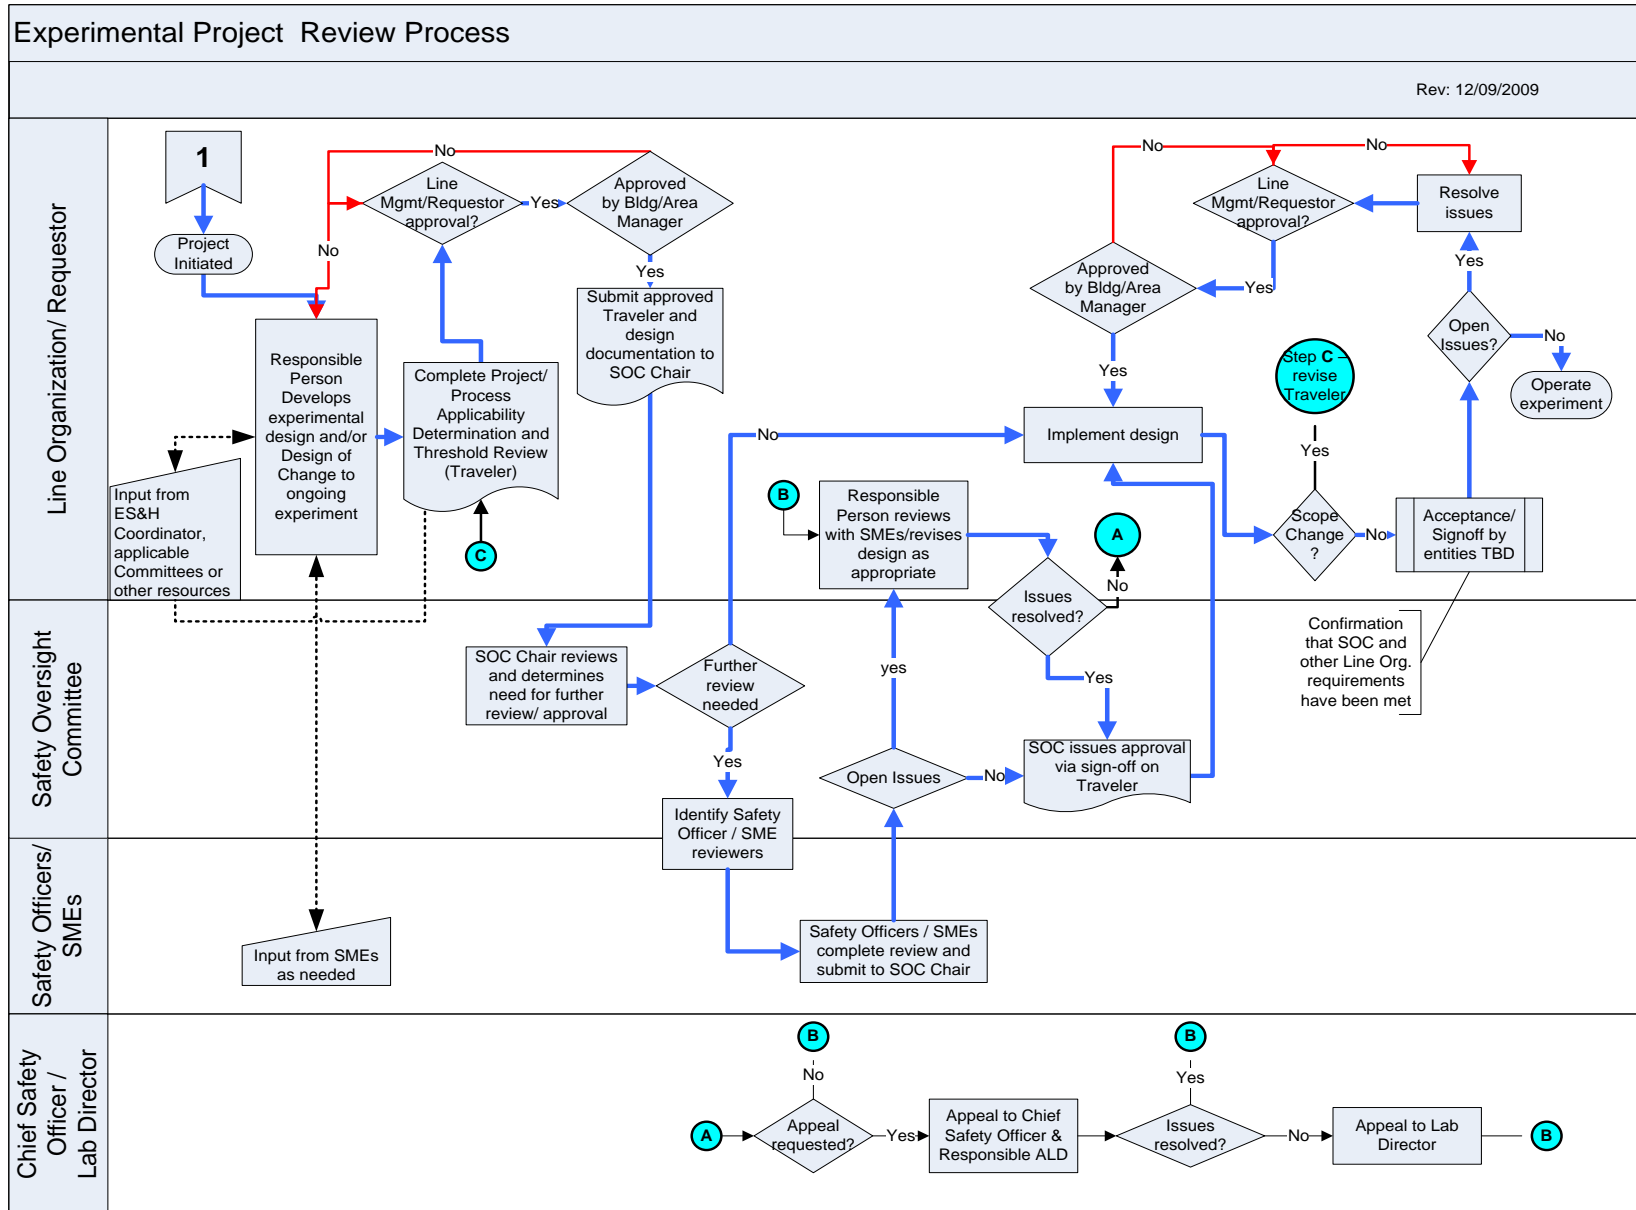 Experimental Project  Review Process
Rev: 12/09/2009
Line Organization/ Requestor
1
Project
Initiated
No
No
Line
Mgmt/Requestor
approval?
Yes
Approved
by Bldg/Area
Manager
Yes
Submit approved
Traveler and
design
documentation to
SOC Chair
Responsible
Person
Develops
experimental
design and/or
Design of
Change to
ongoing
experiment
Complete Project/
Process
Applicability
Determination and
Threshold Review
(Traveler)
C
Input from
ES&H
Coordinator,
applicable
Committees or
other resources
No
No
Line
Mgmt/Requestor
approval?
Resolve
issues
Yes
Approved
by Bldg/Area
Manager
Yes
Yes
Open
Issues?
No
Operate
experiment
Step C –
revise
Traveler
Yes
No
Implement design
B
Responsible
Person reviews
with SMEs/revises
design as
appropriate
A
No
Scope
Change
?
No
Acceptance/
Signoff by
entities TBD
Safety Oversight
Committee
SOC Chair reviews
and determines
need for further
review/ approval
Further
review
needed
Yes
Identify Safety
Officer / SME
reviewers
yes
Open Issues
No
Issues
resolved?
Yes
SOC issues approval
via sign-off on
Traveler
Confirmation
that SOC and
other Line Org.
requirements
have been met
Safety Officers/
SMEs
Input from SMEs
as needed
Safety Officers / SMEs
complete review and
submit to SOC Chair
Chief Safety
Officer /
Lab Director
A
B
No
Appeal
requested?
Yes
Appeal to Chief
Safety Officer &
Responsible ALD
B
Yes
Issues
resolved?
No
Appeal to Lab
Director
B